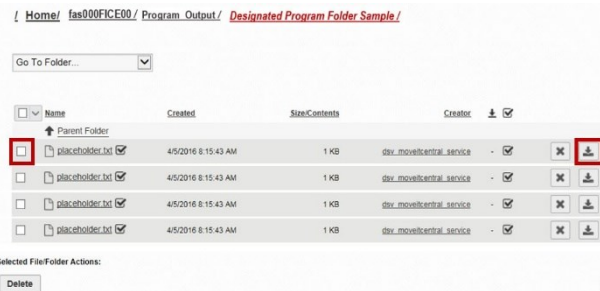 / Home/ fas000FICE00 / Program_Output / Designated Program Folder Sample /
Go To Folder...
Name Created Size/Contents Creator
Parent Folder
placeholder.txt 4/5/2016 8:15:43 AM 1 KB dsv_moveitcentral_service -
placeholder.txt 4/5/2016 8:15:43 AM 1 KB dsv_moveitcentral_service -
placeholder.txt 4/5/2016 8:15:43 AM 1 KB dsv_moveitcentral_service -
placeholder.txt 4/5/2016 8:15:43 AM 1 KB dsv_moveitcentral_service -
Selected File/Folder Actions:
Delete